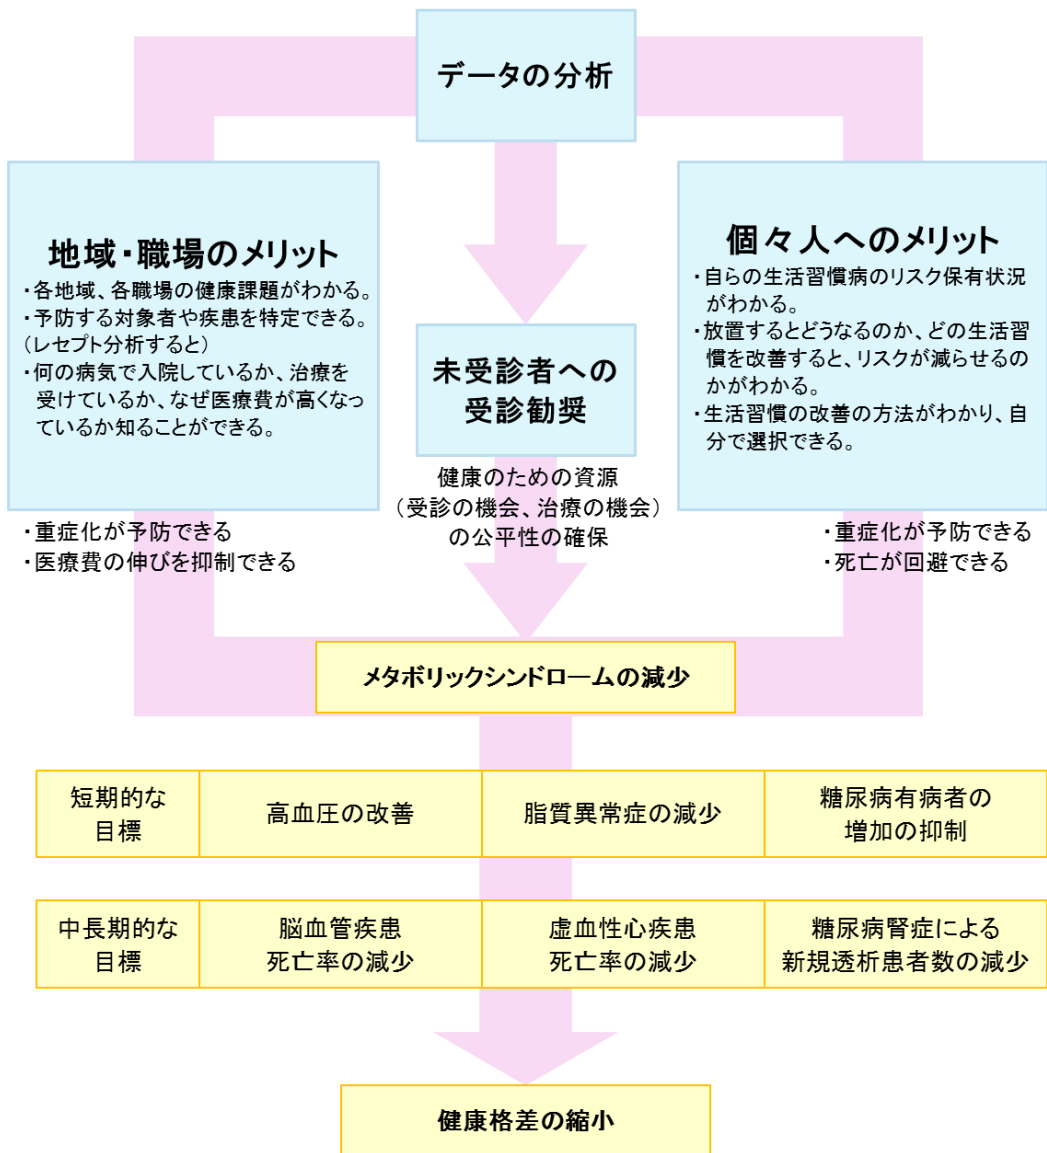 データの分析
地域・職場のメリット
・各地域、各職場の健康課題がわかる。
・予防する対象者や疾患を特定できる。
（レセプト分析すると）
・何の病気で入院しているか、治療を
受けているか、なぜ医療費が高くなっ
ているか知ることができる。
・重症化が予防できる
・医療費の伸びを抑制できる
未受診者への
受診勧奨
健康のための資源
（受診の機会、治療の機会）
の公平性の確保
個々人へのメリット
・自らの生活習慣病のリスク保有状況
がわかる。
・放置するとどうなるのか、どの生活習
慣を改善すると、リスクが減らせるの
かがわかる。
・生活習慣の改善の方法がわかり、自
分で選択できる。
・重症化が予防できる
・死亡が回避できる
メタボリックシンドロームの減少
短期的な
目標
高血圧の改善
脂質異常症の減少
糖尿病有病者の
増加の抑制
中長期的な
目標
脳血管疾患
死亡率の減少
虚血性心疾患
死亡率の減少
糖尿病腎症による
新規透析患者数の減少
健康格差の縮小